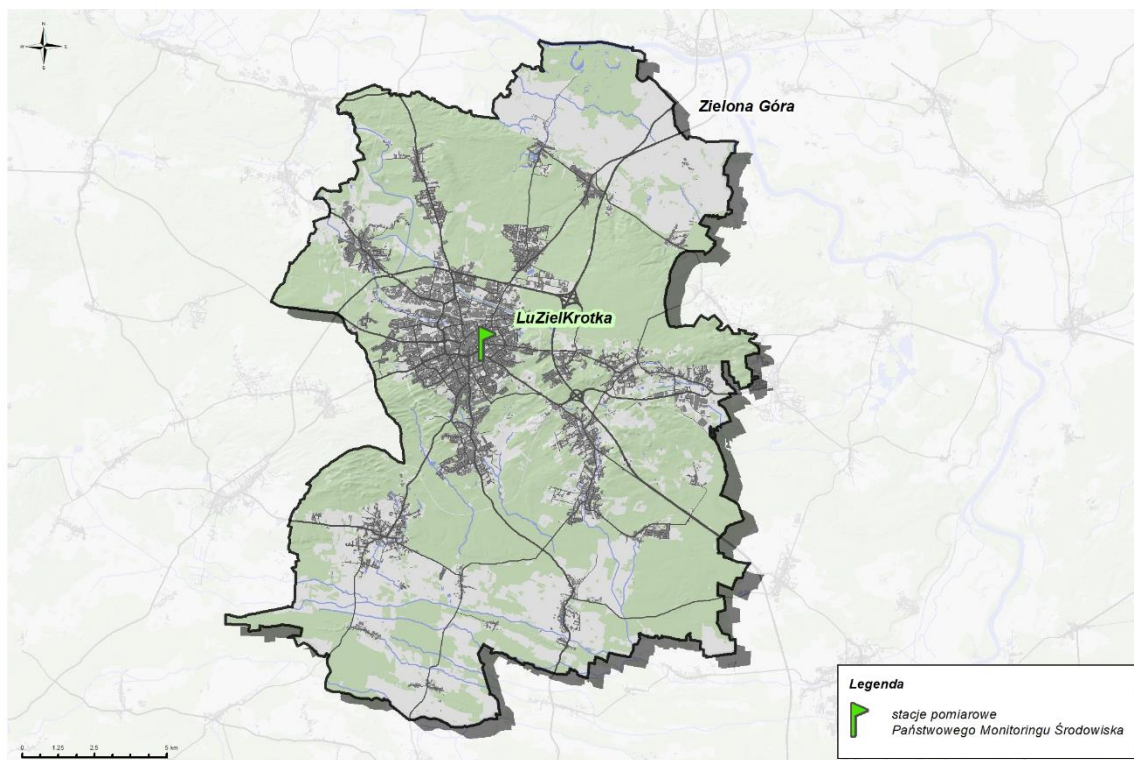 N
W E
S
Zielona Góra
LuZielKrotka
Legenda
stacje pomiarowe
Państwowego Monitoringu Środowiska
0 1.25 2.5 5 km